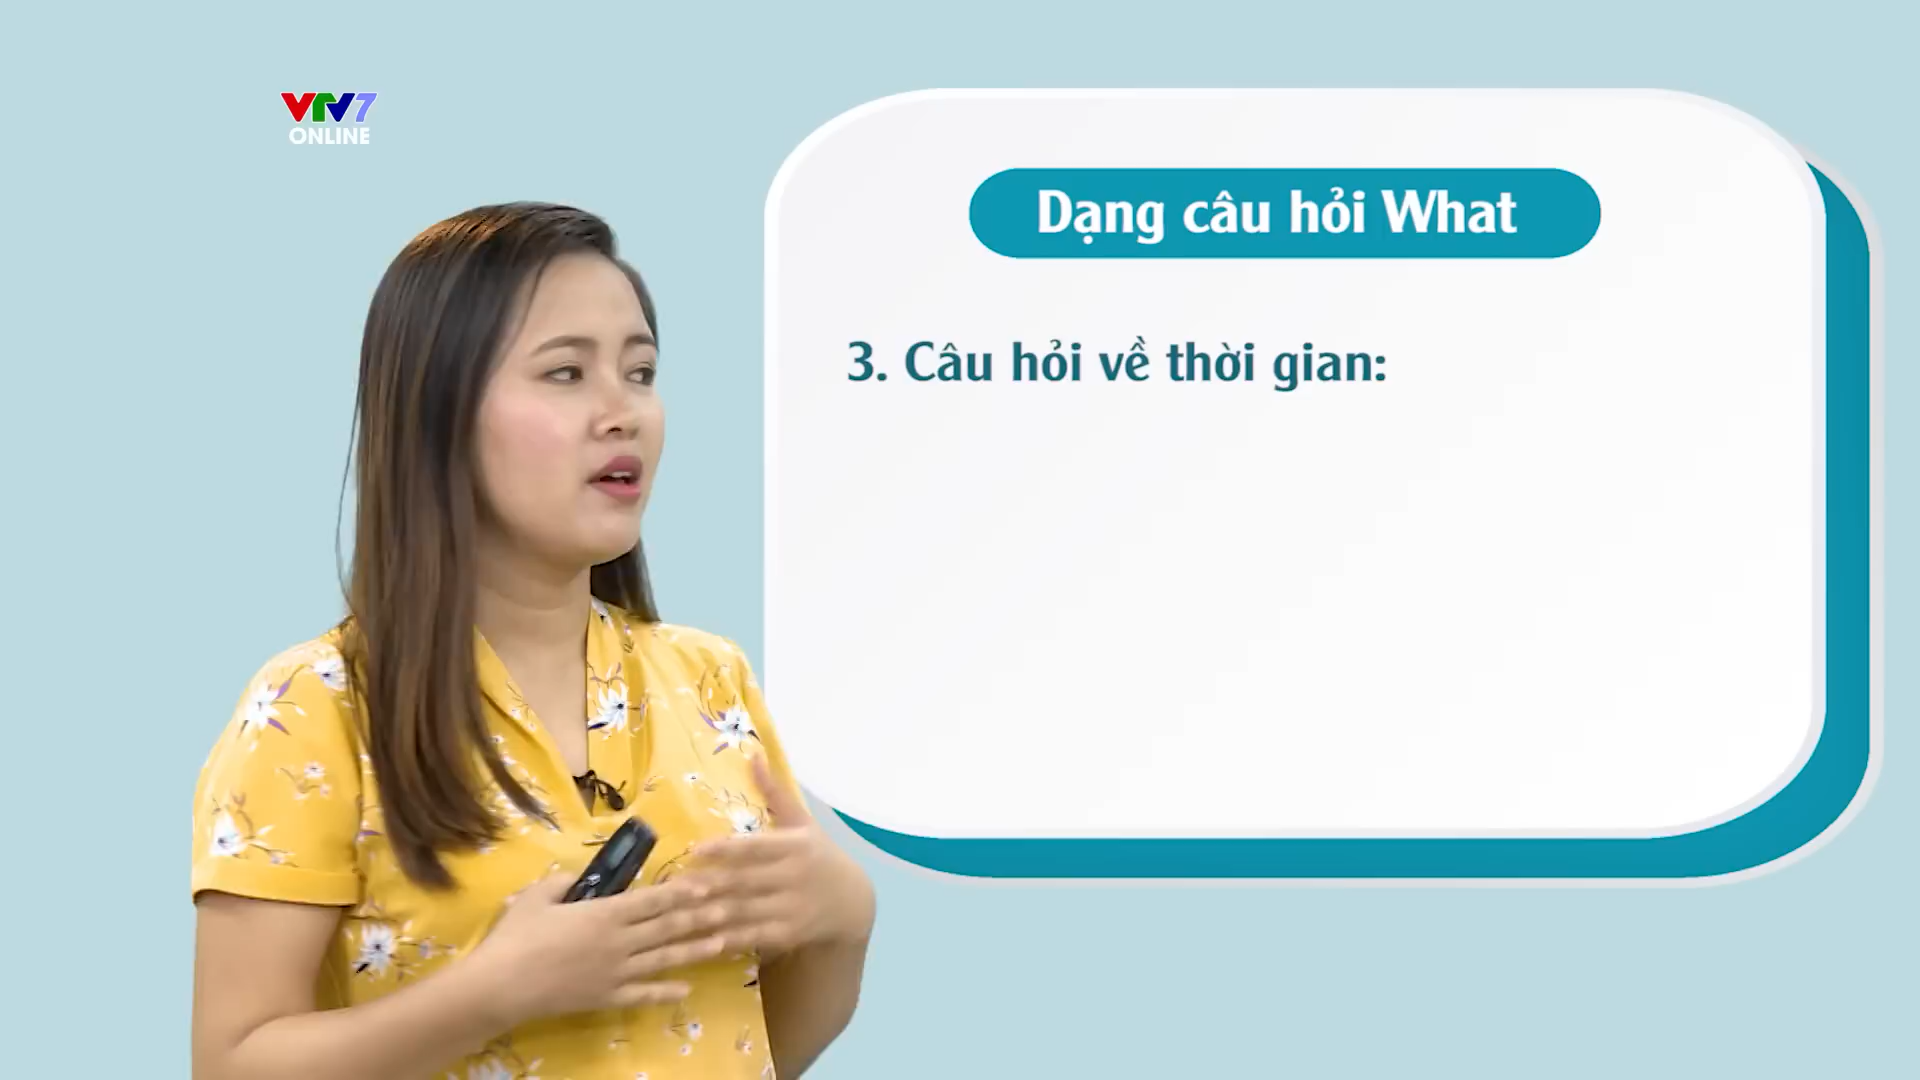 VTV7
ONLINE
Dạng câu hỏi What
3. Câu hỏi về thời gian: